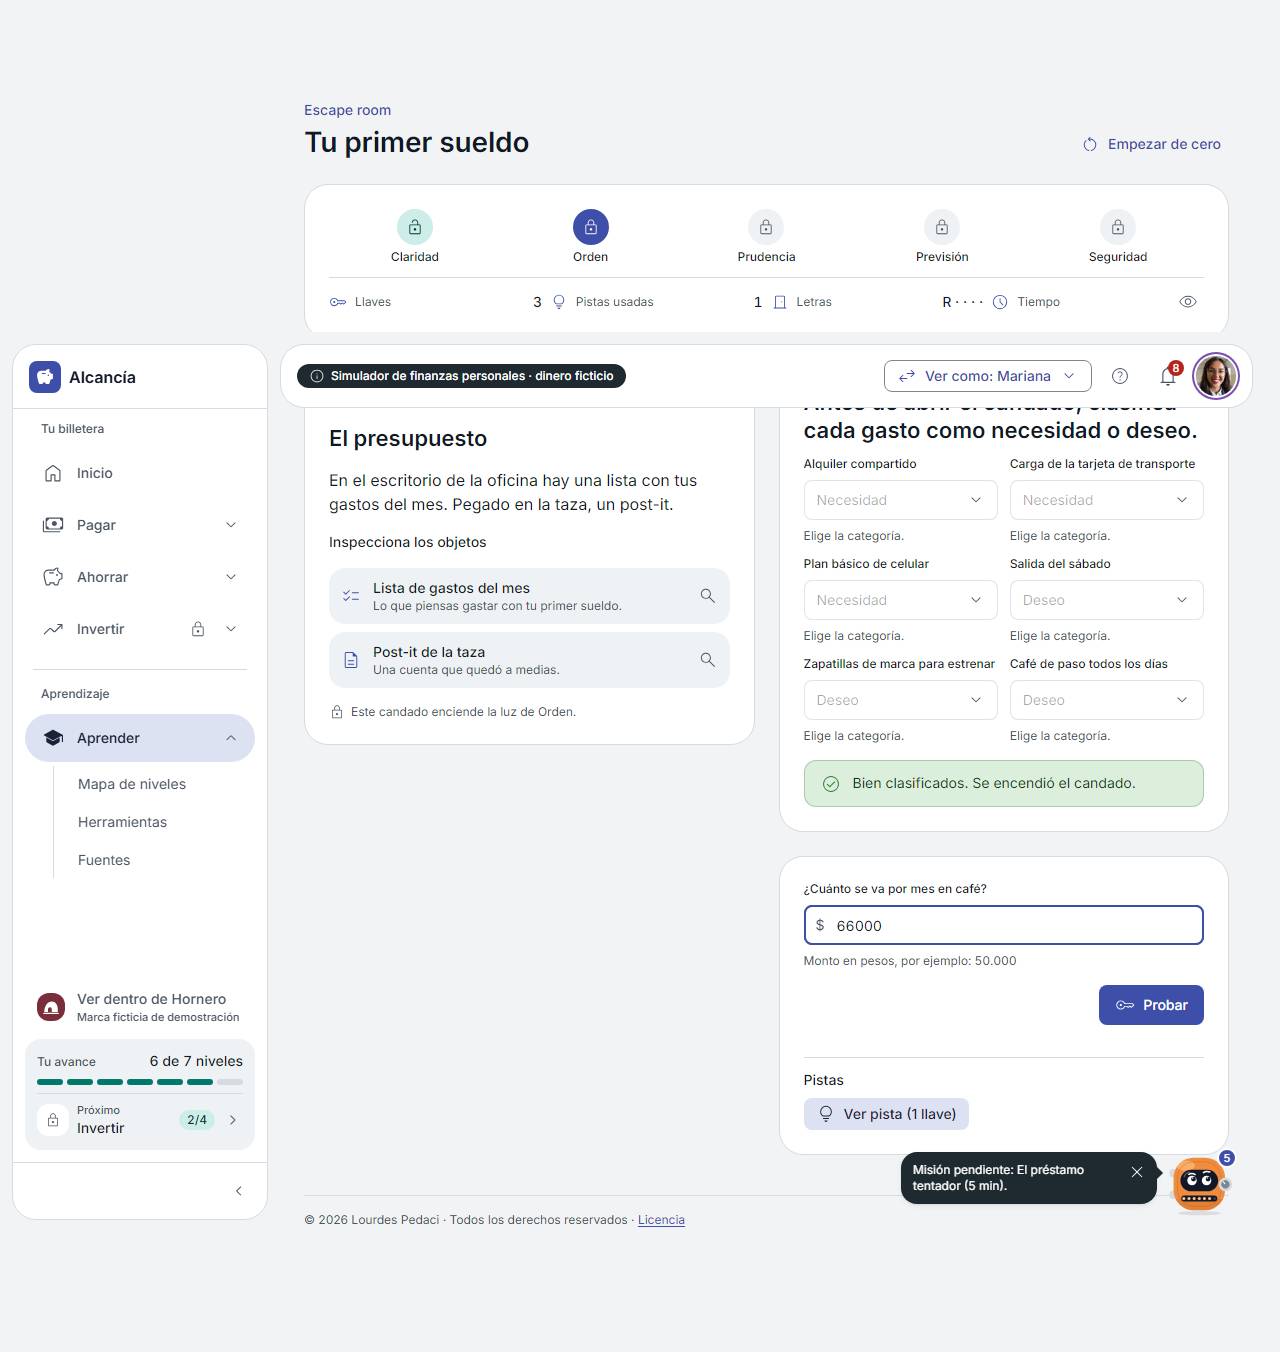 Escape room
Tu primer sueldo
Empezar de cero
Claridad
Orden
Prudencia
Previsión
Seguridad
Llaves
3
Pistas usadas
1
Letras
R · · · ·
Tiempo
Alcancía
Simulador de finanzas personales · dinero ficticio
Ver como: Mariana
8
Tu billetera
Inicio
Pagar
Ahorrar
Invertir
Aprendizaje
Aprender
Mapa de niveles
Herramientas
Fuentes
Ver dentro de Hornero
Marca ficticia de demostración
Tu avance
6 de 7 niveles
Próximo
Invertir
2/4
El presupuesto
En el escritorio de la oficina hay una lista con tus
gastos del mes. Pegado en la taza, un post-it.
Inspecciona los objetos
Lista de gastos del mes
Lo que piensas gastar con tu primer sueldo.
Post-it de la taza
Una cuenta que quedó a medias.
Este candado enciende la luz de Orden.
Antes de abrir el candado, clasifica
cada gasto como necesidad o deseo.
Alquiler compartido
Necesidad
Elige la categoría.
Carga de la tarjeta de transporte
Necesidad
Elige la categoría.
Plan básico de celular
Necesidad
Elige la categoría.
Salida del sábado
Deseo
Elige la categoría.
Zapatillas de marca para estrenar
Deseo
Elige la categoría.
Café de paso todos los días
Deseo
Elige la categoría.
Bien clasificados. Se encendió el candado.
¿Cuánto se va por mes en café?
$ 66000
Monto en pesos, por ejemplo: 50.000
Probar
Pistas
Ver pista (1 llave)
Misión pendiente: El préstamo
tentador (5 min).
5
© 2026 Lourdes Pedaci · Todos los derechos reservados · Licencia